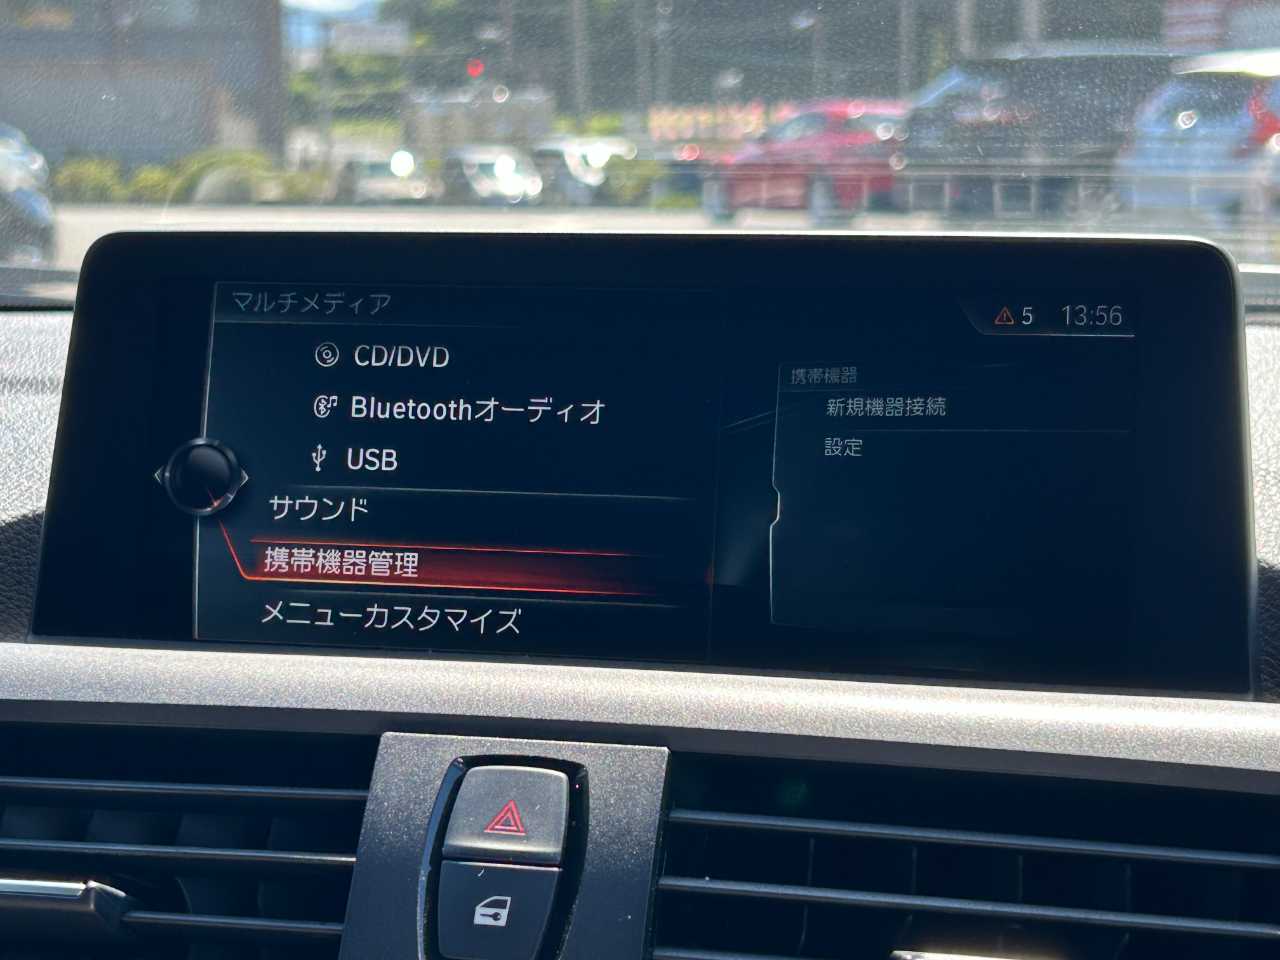 マルチメディア
5 13:56
CD/DVD
Bluetoothオーディオ
USB
サウンド
携帯機器管理
メニューカスタマイズ
携帯機器
新規機器接続
設定